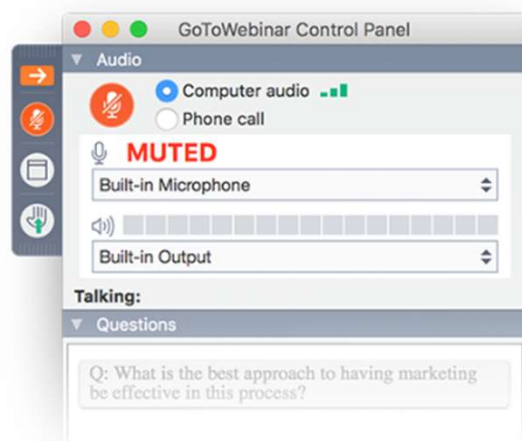 GoToWebinar Control Panel
Audio
Computer audio
Phone call
MUTED
Built-in Microphone
Built-in Output
Talking:
Questions
Q: What is the best approach to having marketing
be effective in this process?